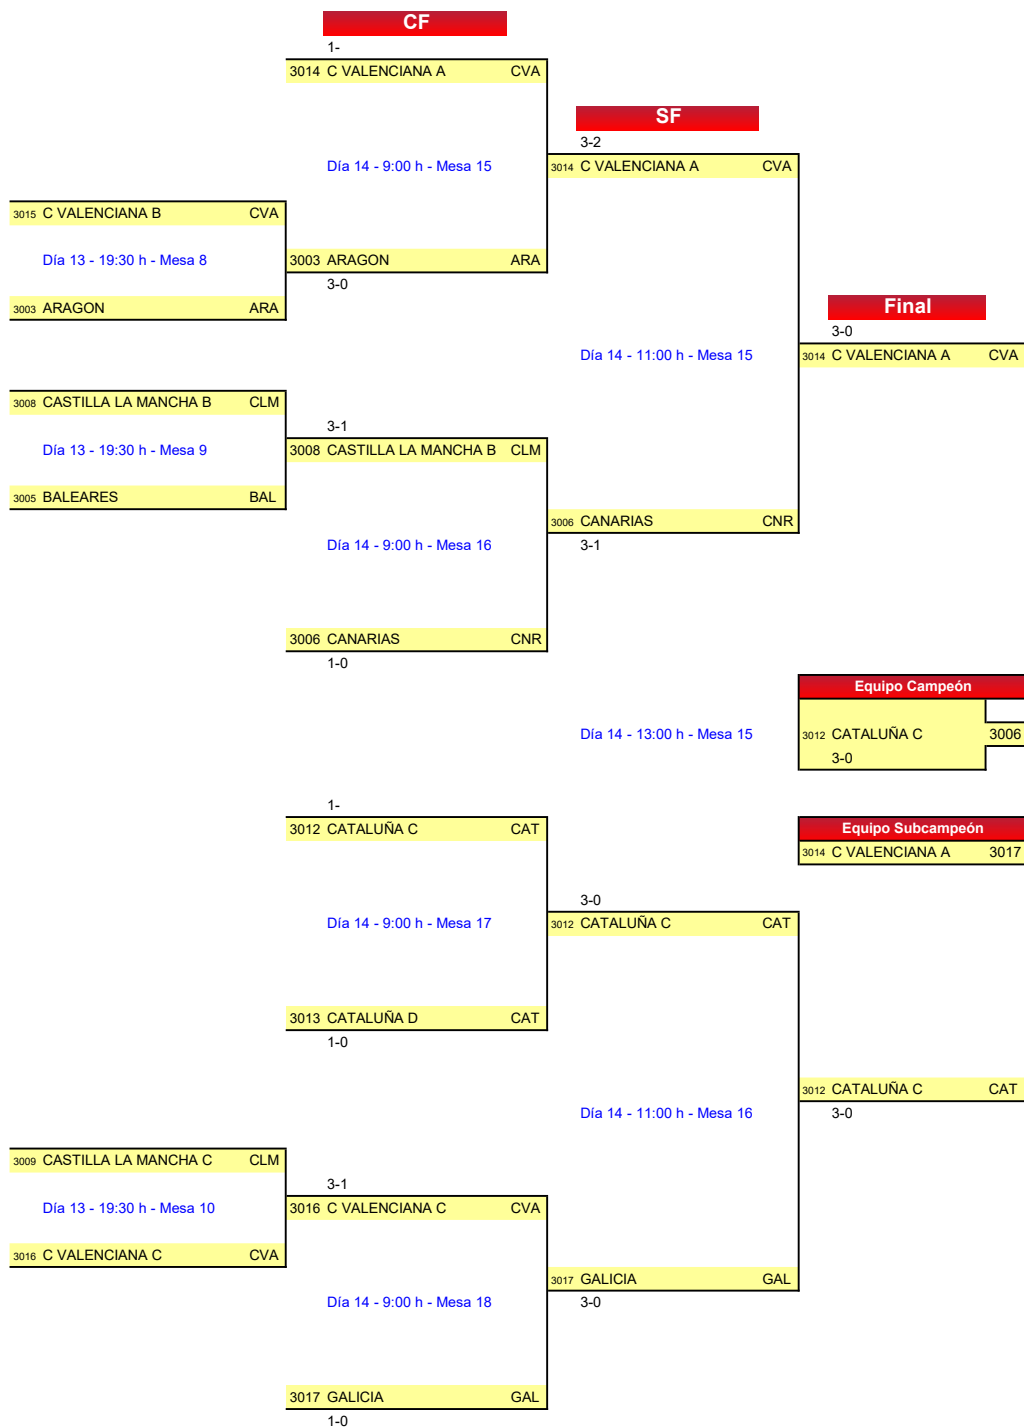 CF
1-
3014 C VALENCIANA A CVA
SF
3-2
Día 14 - 9:00 h - Mesa 15
3014 C VALENCIANA A CVA
3015 C VALENCIANA B CVA
Día 13 - 19:30 h - Mesa 8
3003 ARAGON ARA
3-0
3003 ARAGON ARA
Final
3-0
Día 14 - 11:00 h - Mesa 15
3014 C VALENCIANA A CVA
3008 CASTILLA LA MANCHA B CLM
3-1
Día 13 - 19:30 h - Mesa 9
3008 CASTILLA LA MANCHA B CLM
3005 BALEARES BAL
3006 CANARIAS CNR
Día 14 - 9:00 h - Mesa 16
3-1
3006 CANARIAS CNR
1-0
Equipo Campeón
Día 14 - 13:00 h - Mesa 15
3012 CATALUÑA C 3006
3-0
1-
3012 CATALUÑA C CAT
Equipo Subcampeón
3014 C VALENCIANA A 3017
3-0
Día 14 - 9:00 h - Mesa 17
3012 CATALUÑA C CAT
3013 CATALUÑA D CAT
1-0
3012 CATALUÑA C CAT
Día 14 - 11:00 h - Mesa 16
3-0
3009 CASTILLA LA MANCHA C CLM
3-1
Día 13 - 19:30 h - Mesa 10
3016 C VALENCIANA C CVA
3016 C VALENCIANA C CVA
3017 GALICIA GAL
Día 14 - 9:00 h - Mesa 18
3-0
3017 GALICIA GAL
1-0